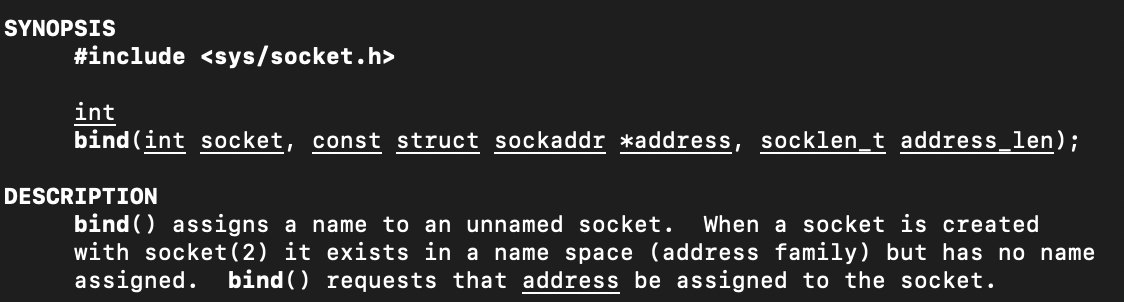 SYNOPSIS
#include <sys/socket.h>
int
bind(int socket, const struct sockaddr *address, socklen_t address_len);
DESCRIPTION
bind() assigns a name to an unnamed socket.  When a socket is created
with socket(2) it exists in a name space (address family) but has no name
assigned.  bind() requests that address be assigned to the socket.